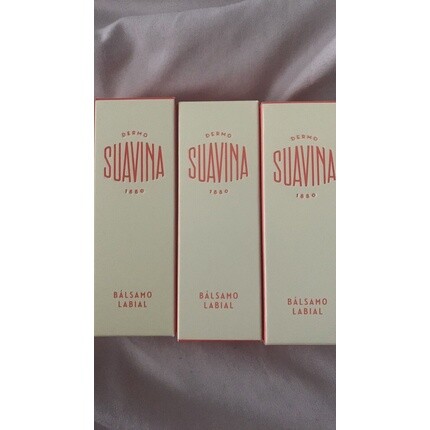 DERMO
SUAVINA
1880
BÁLSAMO
LABIAL
DERMO
SUAVINA
1880
BÁLSAMO
LABIAL
DERMO
SUAVINA
1880
BÁLSAMO
LABIAL